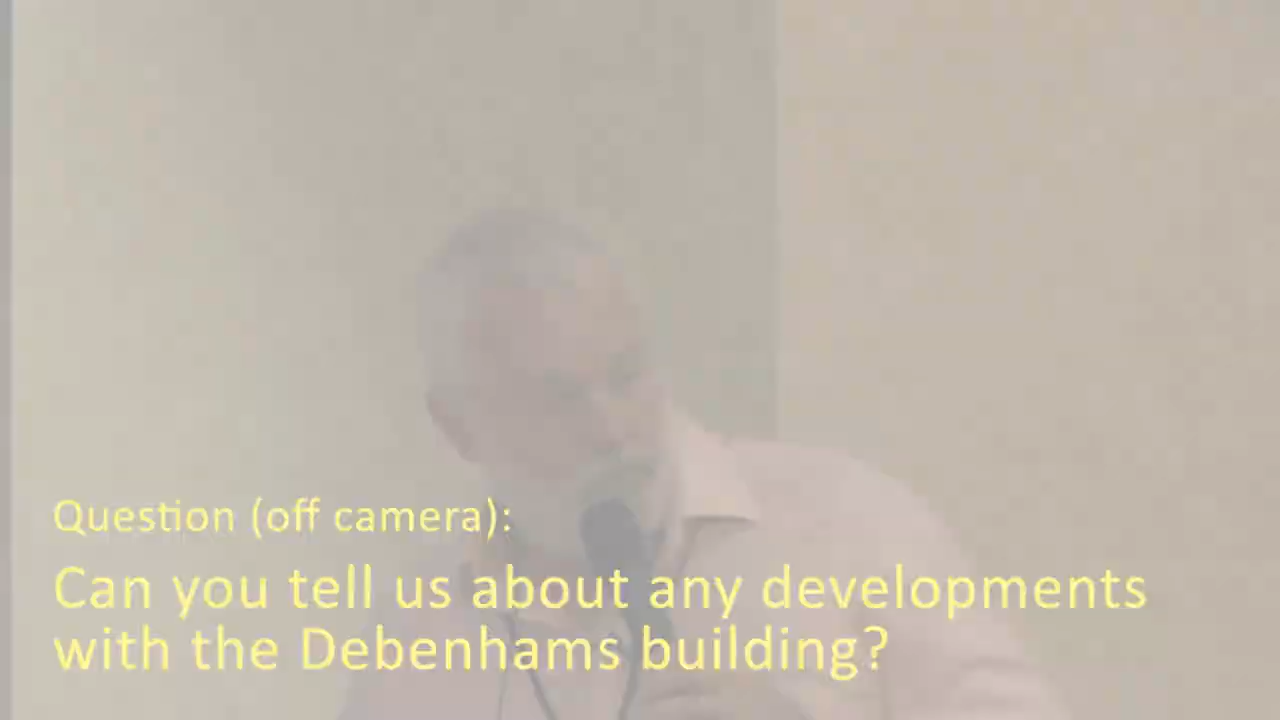 Question (off camera):
Can you tell us about any developments
with the Debenhams building?